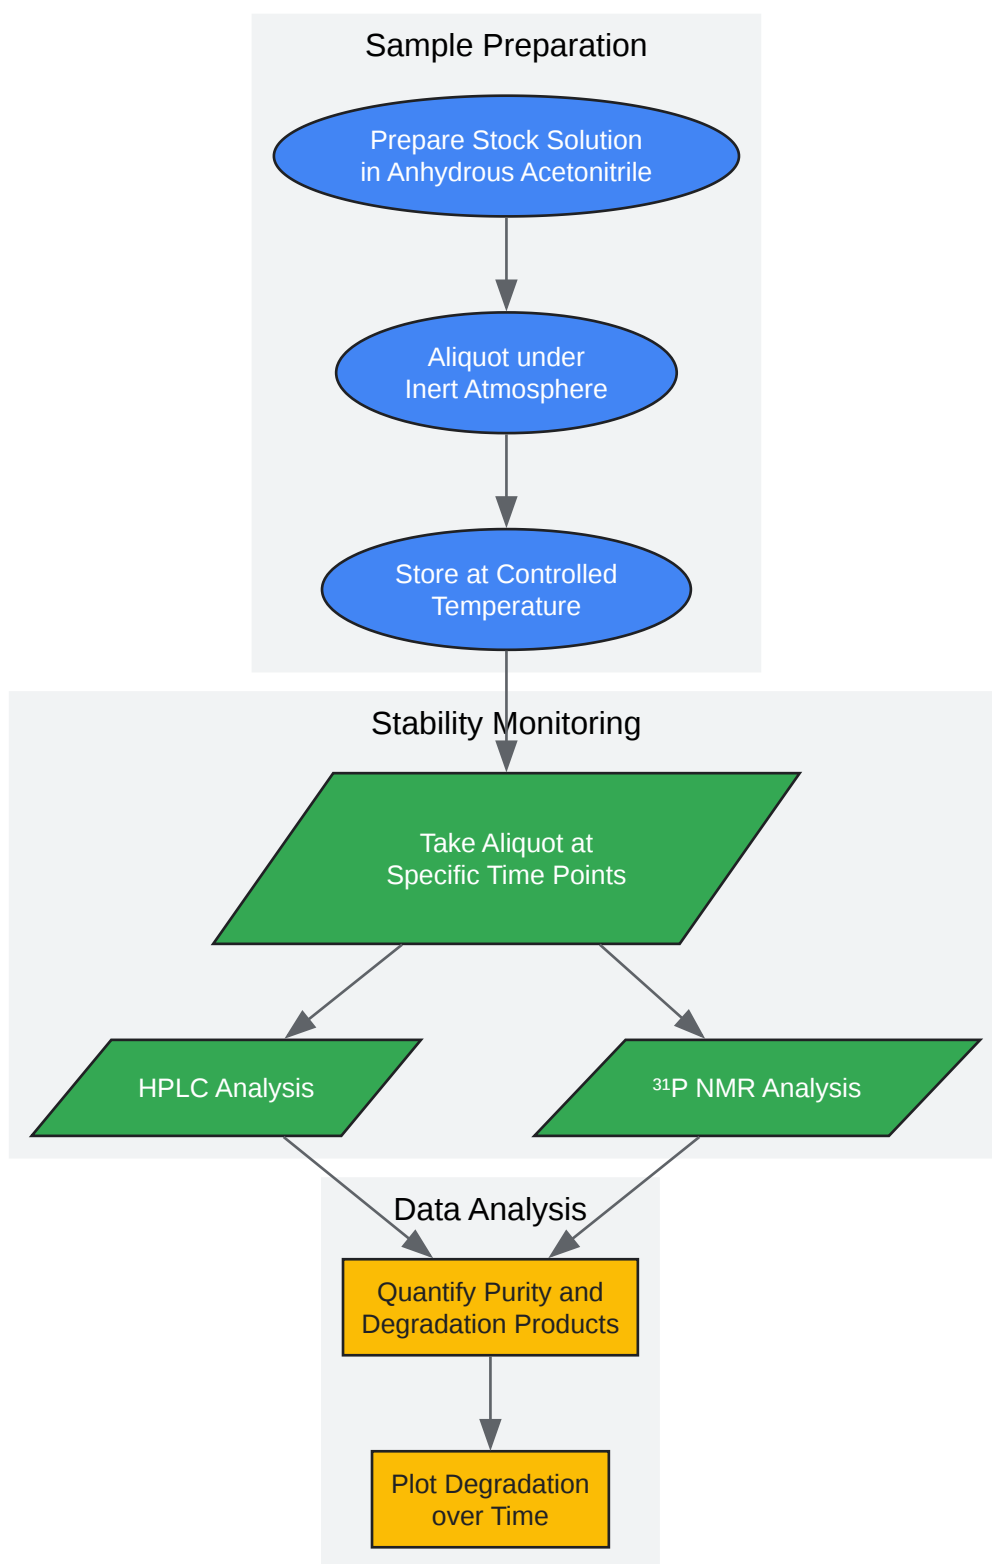 Sample Preparation
Prepare Stock Solution
in Anhydrous Acetonitrile
Aliquot under
Inert Atmosphere
Store at Controlled
Temperature
Stability Monitoring
Take Aliquot at
Specific Time Points
HPLC Analysis
³¹P NMR Analysis
Data Analysis
Quantify Purity and
Degradation Products
Plot Degradation
over Time